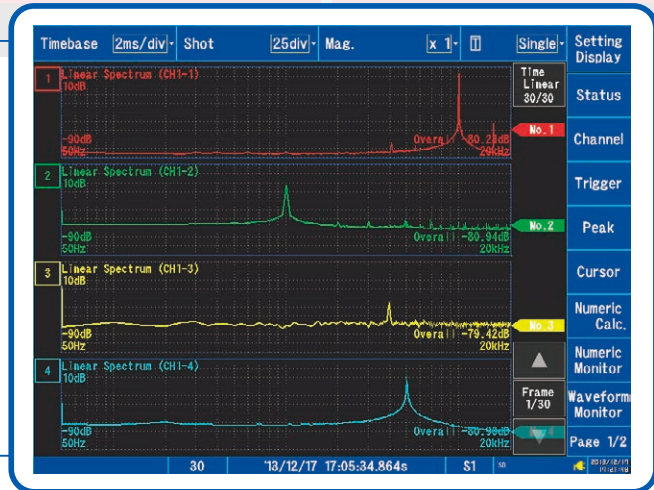 Timebase 2ms/div Shot 25div Mag. x 1 Single
Setting Display
1 Linear Spectrum (CH1-1)
10dB
Time
Linear
30/30
Status
-90dB Overall -80.21dB No.1
50Hz 20kHz
Channel
2 Linear Spectrum (CH1-2)
10dB
Trigger
-90dB Overall -80.94dB No.2
50Hz 20kHz
Peak
3 Linear Spectrum (CH1-3)
10dB
Cursor
-90dB Overall -79.42dB No.3
50Hz 20kHz
Numeric
Calc.
4 Linear Spectrum (CH1-4)
10dB
Numeric
Monitor
Frame
1/30
Waveform
Monitor
-90dB Overall
50Hz 20kHz
Page 1/2
30 '13/12/17 17:05:34.864s S1 SD